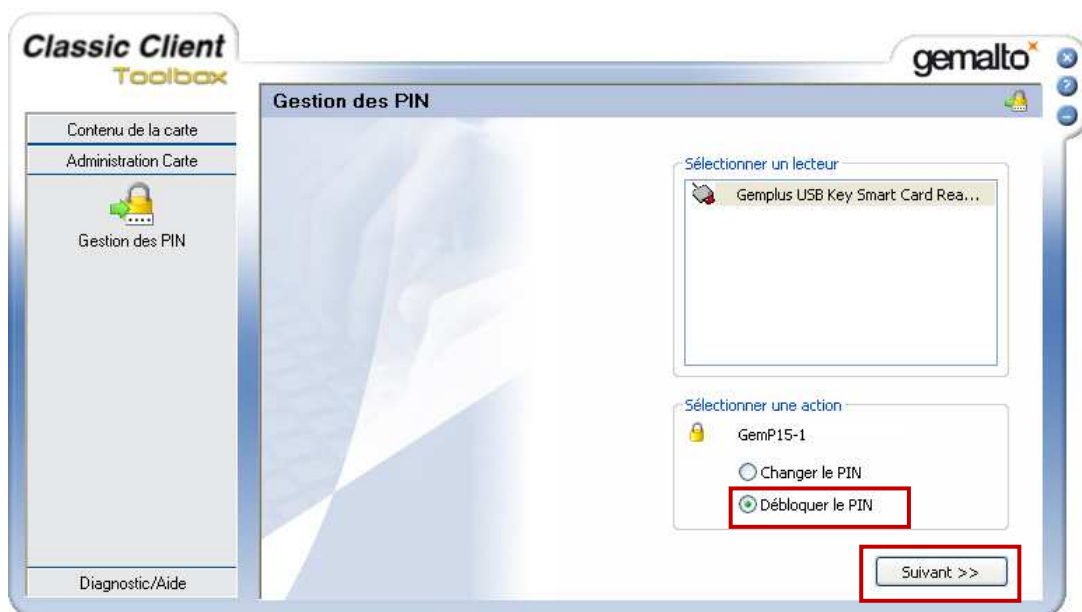 Classic Client
Toolbox
gemalto
Gestion des PIN
Contenu de la carte
Administration Carte
Gestion des PIN
Diagnostic/Aide
Sélectionner un lecteur
Gemplus USB Key Smart Card Rea...
Sélectionner une action
GemP15-1
Changer le PIN
Débloquer le PIN
Suivant >>